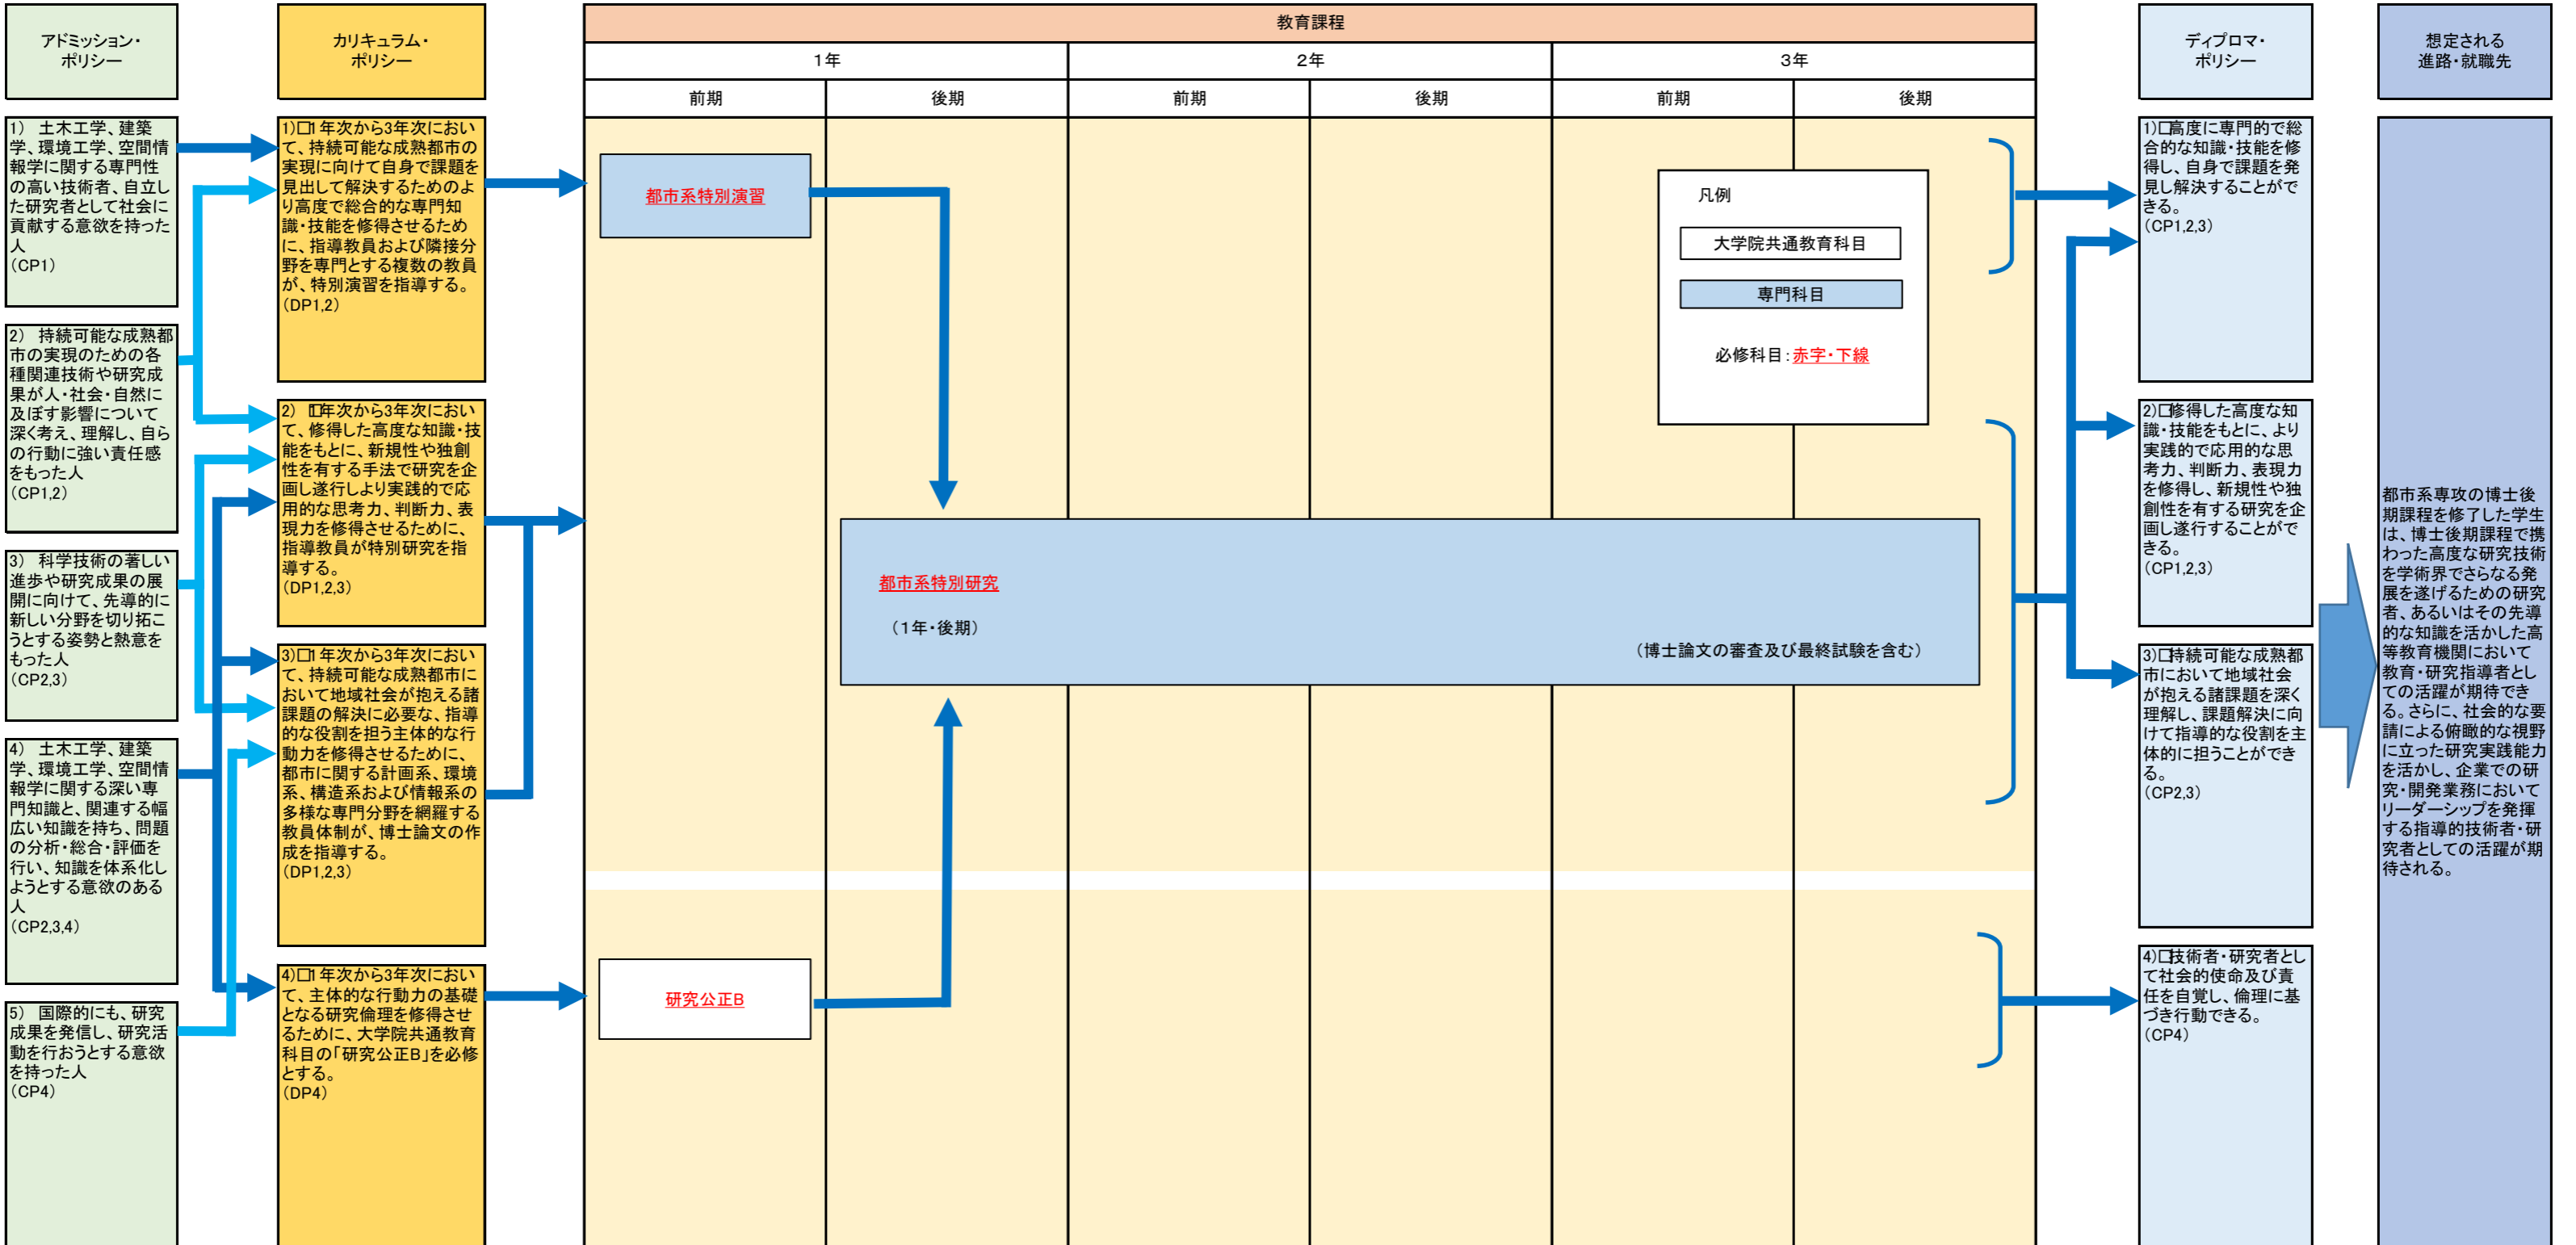 アドミッション・
ポリシー
カリキュラム・
ポリシー
教育課程
1年
2年
3年
前期
後期
前期
後期
前期
後期
ディプロマ・
ポリシー
想定される
進路・就職先
1) 土木工学、建築
学、環境工学、空間情
報学に関する専門性
の高い技術者、自立し
た研究者として社会に
貢献する意欲を持った
人
(CP1)
2) 持続可能な成熟都
市の実現のための各
種関連技術や研究成
果が人・社会・自然に
及ぼす影響について
深く考え、理解し、自ら
の行動に強い責任感
をもった人
(CP1,2)
3) 科学技術の著しい
進歩や研究成果の展
開に向けて、先導的に
新しい分野を切り拓こ
うとする姿勢と熱意を
もった人
(CP2,3)
4) 土木工学、建築
学、環境工学、空間情
報学に関する深い専
門知識と、関連する幅
広い知識を持ち、問題
の分析・総合・評価を
行い、知識を体系化し
ようとする意欲のある
人
(CP2,3,4)
5) 国際的にも、研究
成果を発信し、研究活
動を行おうとする意欲
を持った人
(CP4)
1)□1年次から3年次におい
て、持続可能な成熟都市の
実現に向けて自身で課題を
見出して解決するためのよ
り高度で総合的な専門知
識・技能を修得させるため
に、指導教員および隣接分
野を専門とする複数の教員
が、特別演習を指導する。
(DP1,2)
2) □1年次から3年次におい
て、修得した高度な知識・技
能をもとに、新規性や独創
性を有する手法で研究を企
画し遂行しより実践的で応
用的な思考力、判断力、表
現力を修得させるために、
指導教員が特別研究を指
導する。
(DP1,2,3)
3)□1年次から3年次におい
て、持続可能な成熟都市に
おいて地域社会が抱える諸
課題の解決に必要な、指導
的な役割を担う主体的な行
動力を修得させるために、
都市に関する計画系、環境
系、構造系および情報系の
多様な専門分野を網羅する
教員体制が、博士論文の作
成を指導する。
(DP1,2,3)
4)□1年次から3年次におい
て、主体的な行動力の基礎
となる研究倫理を修得させ
るために、大学院共通教育
科目の「研究公正B」を必修
とする。
(DP4)
都市系特別演習
凡例
大学院共通教育科目
専門科目
必修科目：赤字・下線
都市系特別研究
(1年・後期)
(博士論文の審査及び最終試験を含む)
研究公正B
1)□高度に専門的で総
合的な知識・技能を修
得し、自身で課題を発
見し解決することがで
きる。
(CP1,2,3)
2)□修得した高度な知
識・技能をもとに、より
実践的で応用的な思
考力、判断力、表現力
を修得し、新規性や独
創性を有する研究を企
画し遂行することがで
きる。
(CP1,2,3)
3)□持続可能な成熟都
市において地域社会
が抱える諸課題を深く
理解し、課題解決に向
けて指導的な役割を主
体的に担うことができ
る。
(CP2,3)
4)□技術者・研究者とし
て社会的使命及び責
任を自覚し、倫理に基
づき行動できる。
(CP4)
都市系専攻の博士後
期課程を修了した学生
は、博士後期課程で携
わった高度な研究技術
を学術界でさらなる発
展を遂げるための研究
者、あるいはその先導
的な知識を活かした高
等教育機関において
教育・研究指導者とし
ての活躍が期待でき
る。さらに、社会的な要
請による俯瞰的な視野
に立った研究実践能力
を活かし、企業での研
究・開発業務において
リーダーシップを発揮
する指導的技術者・研
究者としての活躍が期
待される。